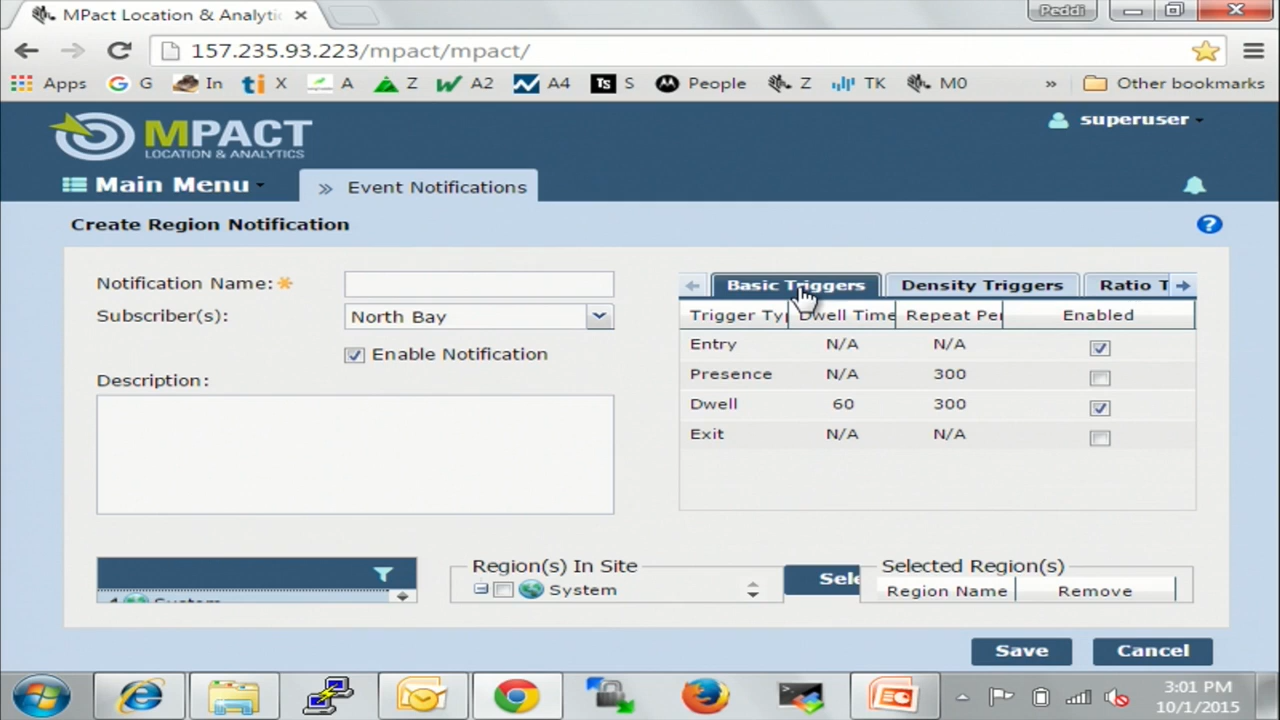 MPact Location & Analytic
Peddi
157.235.93.223/mpact/mpact/
Apps G In X A Z A2 A4 Ts S People Z TK M0 » Other bookmarks
MPACT
LOCATION & ANALYTICS
superuser
Main Menu
» Event Notifications
Create Region Notification
?
Notification Name:*
Basic Triggers Density Triggers Ratio T
Subscriber(s): North Bay
Trigger Typ Dwell Time Repeat Per Enabled
Enable Notification
Entry N/A N/A
Presence N/A 300
Description:
Dwell 60 300
Exit N/A N/A
Region(s) In Site
System
Sele
Selected Region(s)
Region Name Remove
Save Cancel
3:01 PM
10/1/2015